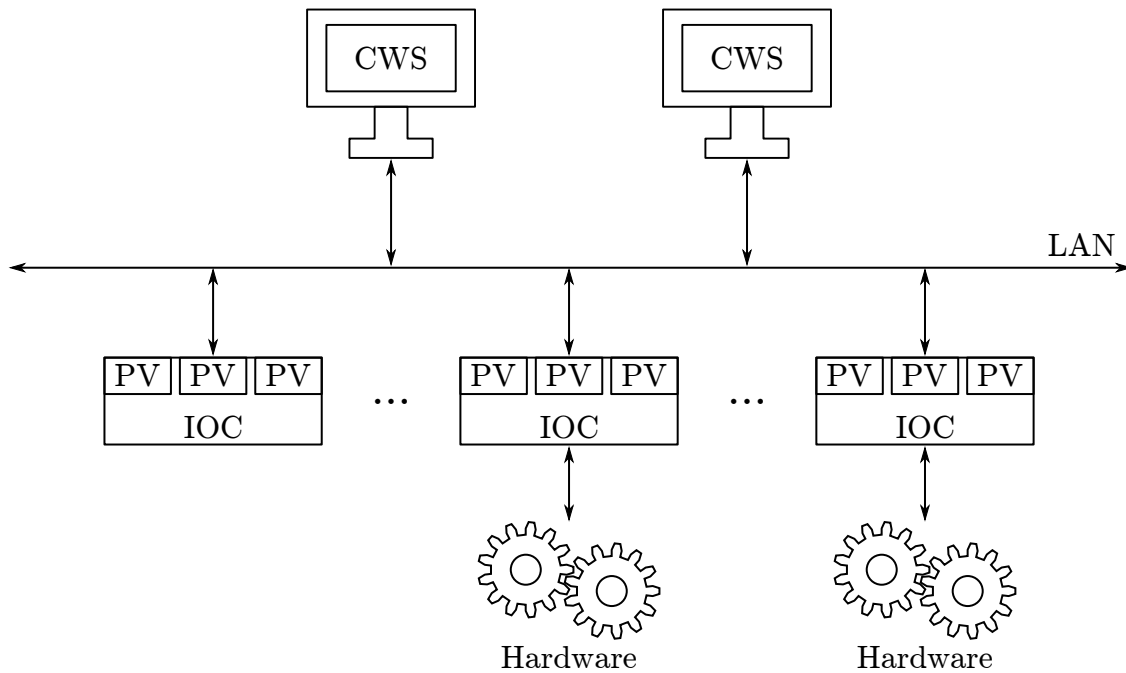 CWS
CWS
LAN
PV PV PV
PV PV PV
PV PV PV
...
...
IOC
IOC
IOC
Hardware
Hardware